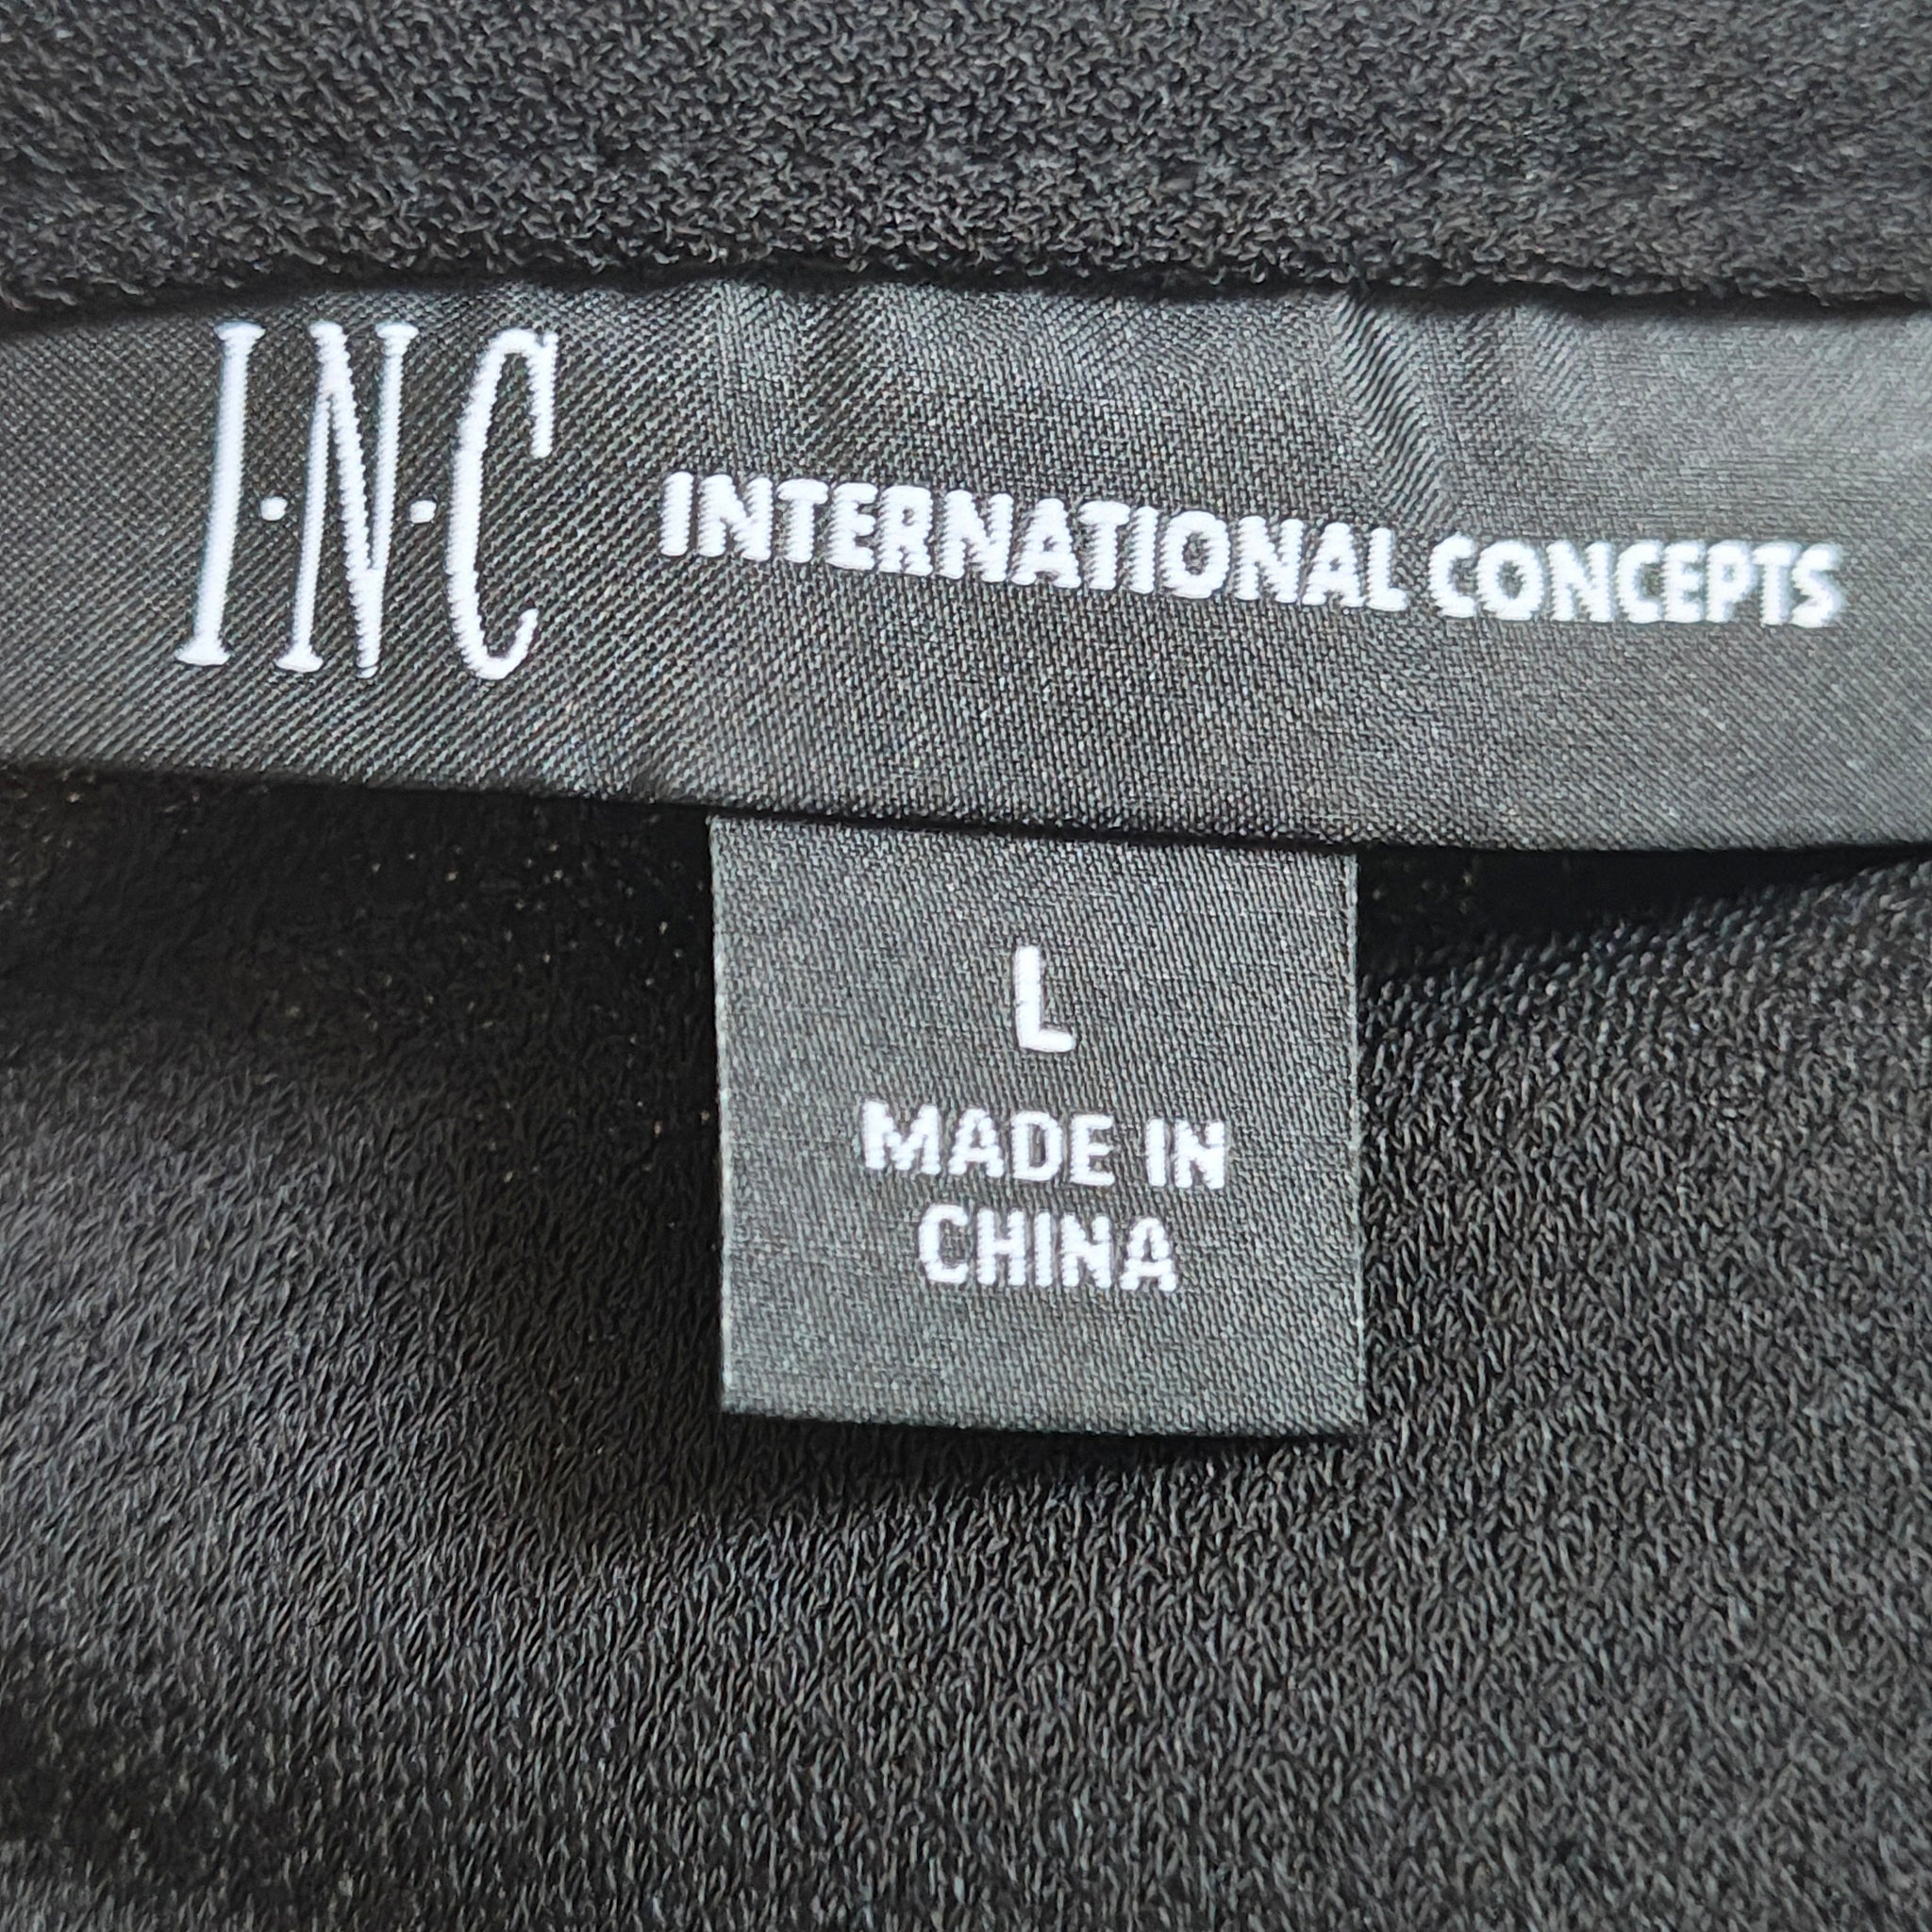 I·N·C INTERNATIONAL CONCEPTS
L
MADE IN
CHINA